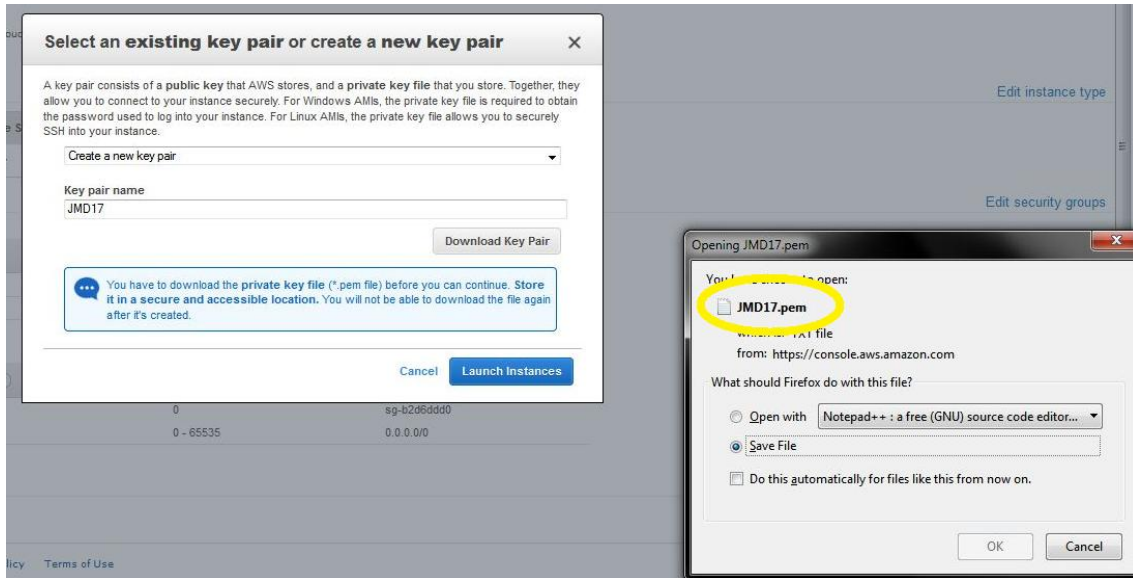 Select an existing key pair or create a new key pair
A key pair consists of a public key that AWS stores, and a private key file that you store. Together, they
allow you to connect to your instance securely. For Windows AMIs, the private key file is required to obtain
the password used to log into your instance. For Linux AMIs, the private key file allows you to securely
SSH into your instance.
Create a new key pair
Key pair name
JMD17
Download Key Pair
You have to download the private key file (*.pem file) before you can continue. Store
it in a secure and accessible location. You will not be able to download the file again
after it's created.
Cancel Launch Instances
Edit instance type
Edit security groups
0 sg-b2d6ddd0
0 - 65535 0.0.0.0/0
Terms of Use
Opening JMD17.pem
to open:
JMD17.pem
TXT file
from: https://console.aws.amazon.com
What should Firefox do with this file?
Open with Notepad++ : a free (GNU) source code editor...
Save File
Do this automatically for files like this from now on.
OK Cancel